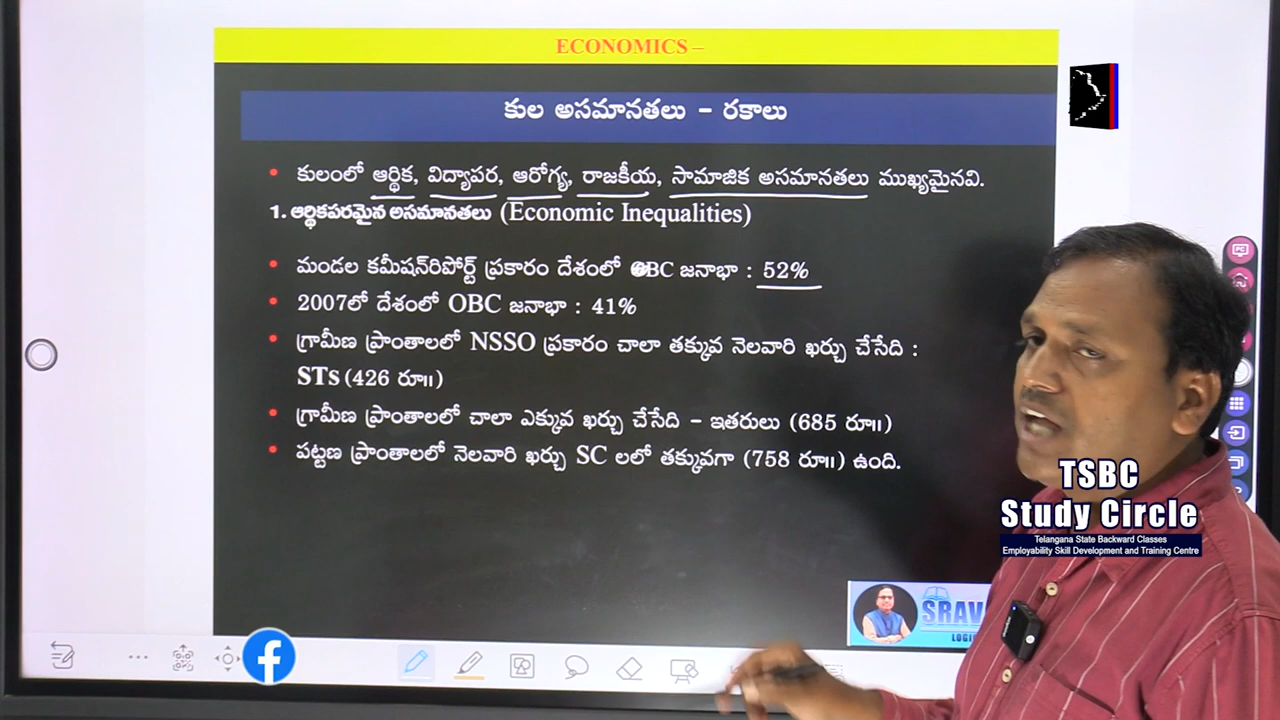 ECONOMICS –
కుల అసమానతలు – రకాలు
• కులంలో ఆర్థిక, విద్యాపర, ఆరోగ్య, రాజకీయ, సామాజిక అసమానతలు ముఖ్యమైనవి.
1. ఆర్థికపరమైన అసమానతలు (Economic Inequalities)
• మండల కమీషన్‌రిపోర్ట్ ప్రకారం దేశంలో OBC జనాభా : 52%
• 2007లో దేశంలో OBC జనాభా : 41%
• గ్రామీణ ప్రాంతాలలో NSSO ప్రకారం చాలా తక్కువ నెలవారి ఖర్చు చేసేది :
STs (426 రూ॥)
• గ్రామీణ ప్రాంతాలలో చాలా ఎక్కువ ఖర్చు చేసేది – ఇతరులు (685 రూ॥)
• పట్టణ ప్రాంతాలలో నెలవారి ఖర్చు SC లలో తక్కువగా (758 రూ॥) ఉంది.
TSBC
Study Circle
Telangana State Backward Classes
Employability Skill Development and Training Centre
SRAV
LOGI